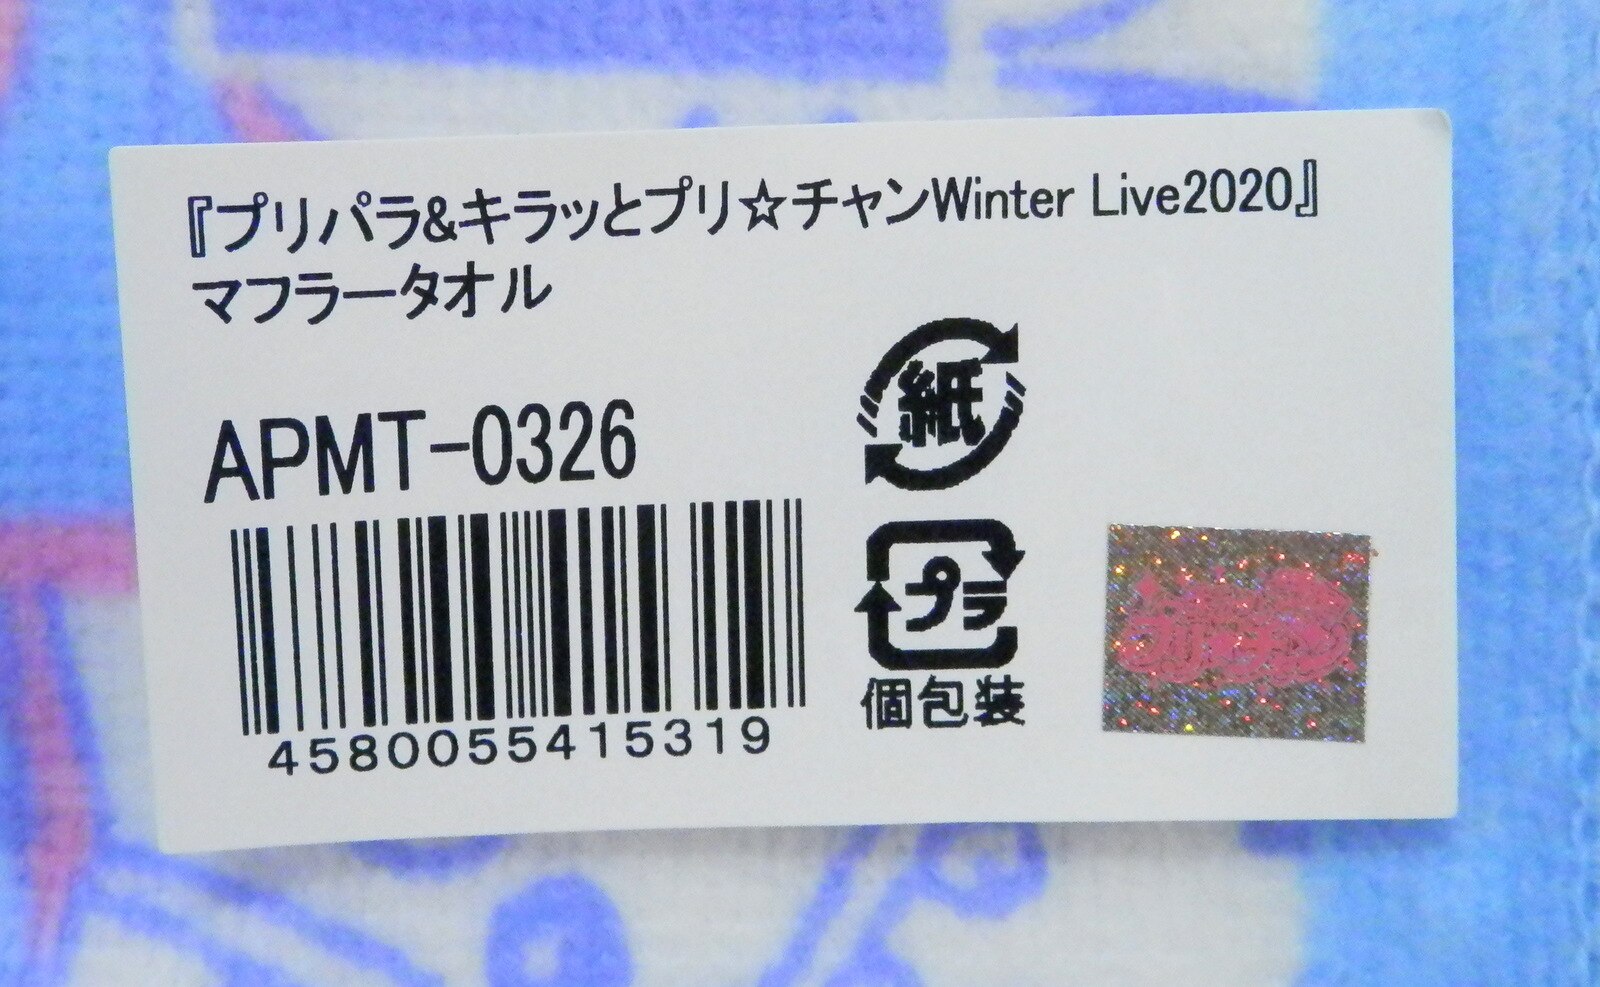 『プリパラ&キラッとプリ☆チャンWinter Live2020』
マフラータオル
APMT-0326
4580055415319
紙
プラ
個包装